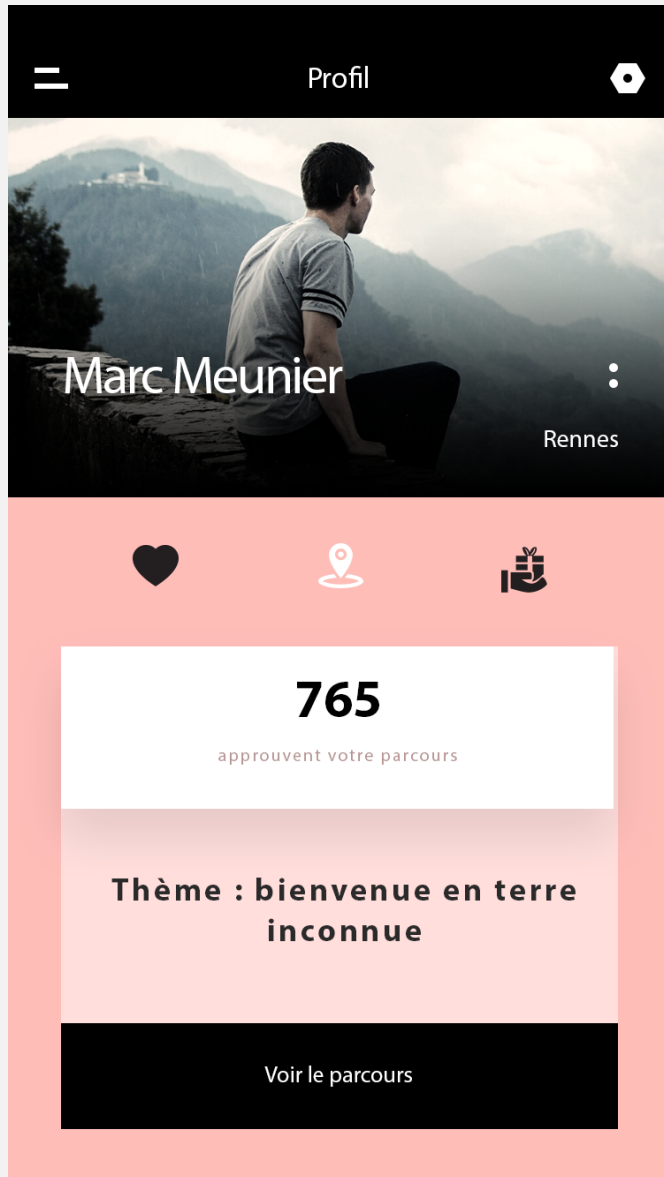 Profil
Marc Meunier
Rennes
765
approuvent votre parcours
Thème : bienvenue en terre
inconnue
Voir le parcours